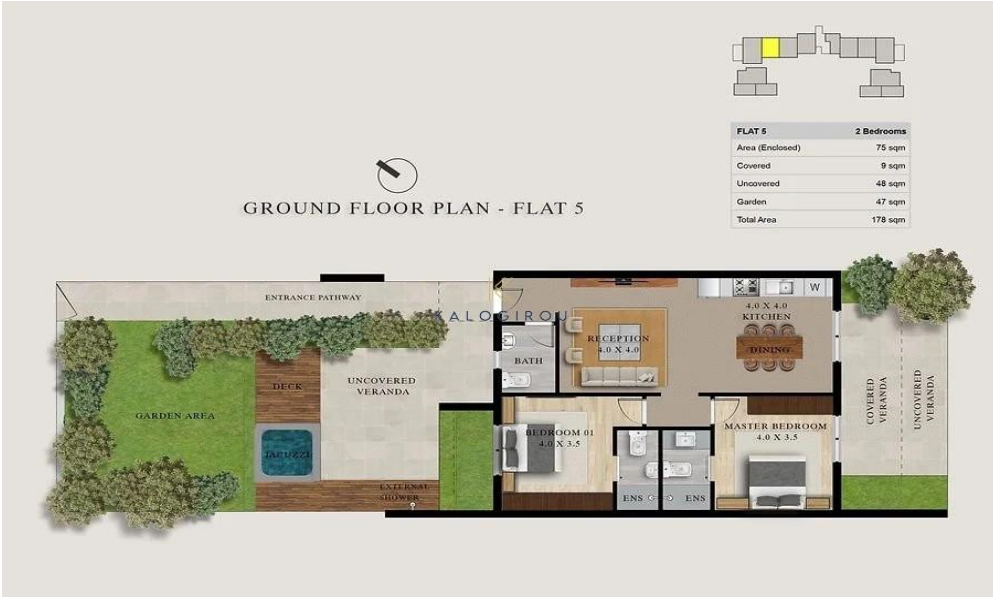 FLAT 5 2 Bedrooms
Area (Enclosed) 75 sqm
Covered 9 sqm
Uncovered 48 sqm
Garden 47 sqm
Total Area 178 sqm
GROUND FLOOR PLAN - FLAT 5
ENTRANCE PATHWAY
KALOGIROU
W
4.0 X 4.0
KITCHEN
RECEPTION
4.0 X 4.0
DINING
BATH
DECK
UNCOVERED
VERANDA
COVERED
VERANDA
UNCOVERED
VERANDA
GARDEN AREA
BEDROOM 01
4.0 X 3.5
MASTER BEDROOM
4.0 X 3.5
JACUZZI
EXTERNAL
SHOWER
ENS
ENS